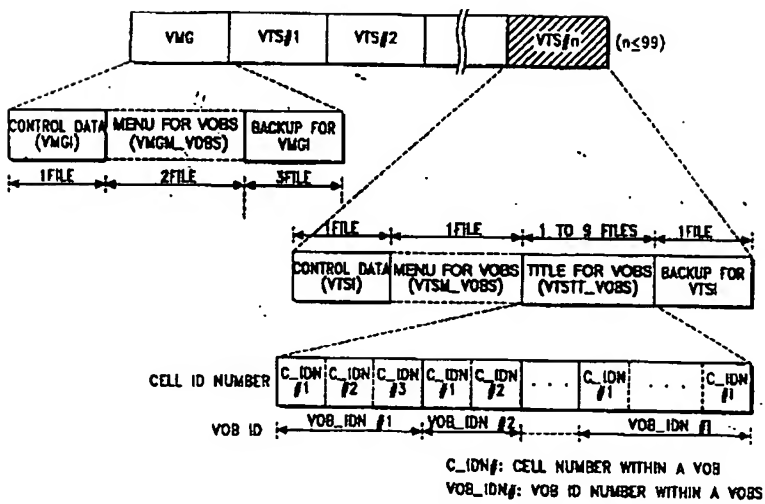 VMG VTS#1 VTS#2 VTS#n (n≤99)
CONTROL DATA (VMGI) MENU FOR VOBS (VMGM_VOBS) BACKUP FOR VMGI
1FILE 2FILE 3FILE
1FILE 1FILE 1 TO 9 FILES 1FILE
CONTROL DATA (VTSI) MENU FOR VOBS (VTSM_VOBS) TITLE FOR VOBS (VTSTT_VOBS) BACKUP FOR VTSI
CELL ID NUMBER C_IDN #1 C_IDN #2 C_IDN #3 C_IDN #1 C_IDN #2 . . . C_IDN #1 . . . C_IDN #i
VOB ID VOB_IDN #1 VOB_IDN #2 VOB_IDN #i
C_IDN#: CELL NUMBER WITHIN A VOB
VOB_IDN#: VOB ID NUMBER WITHIN A VOBS